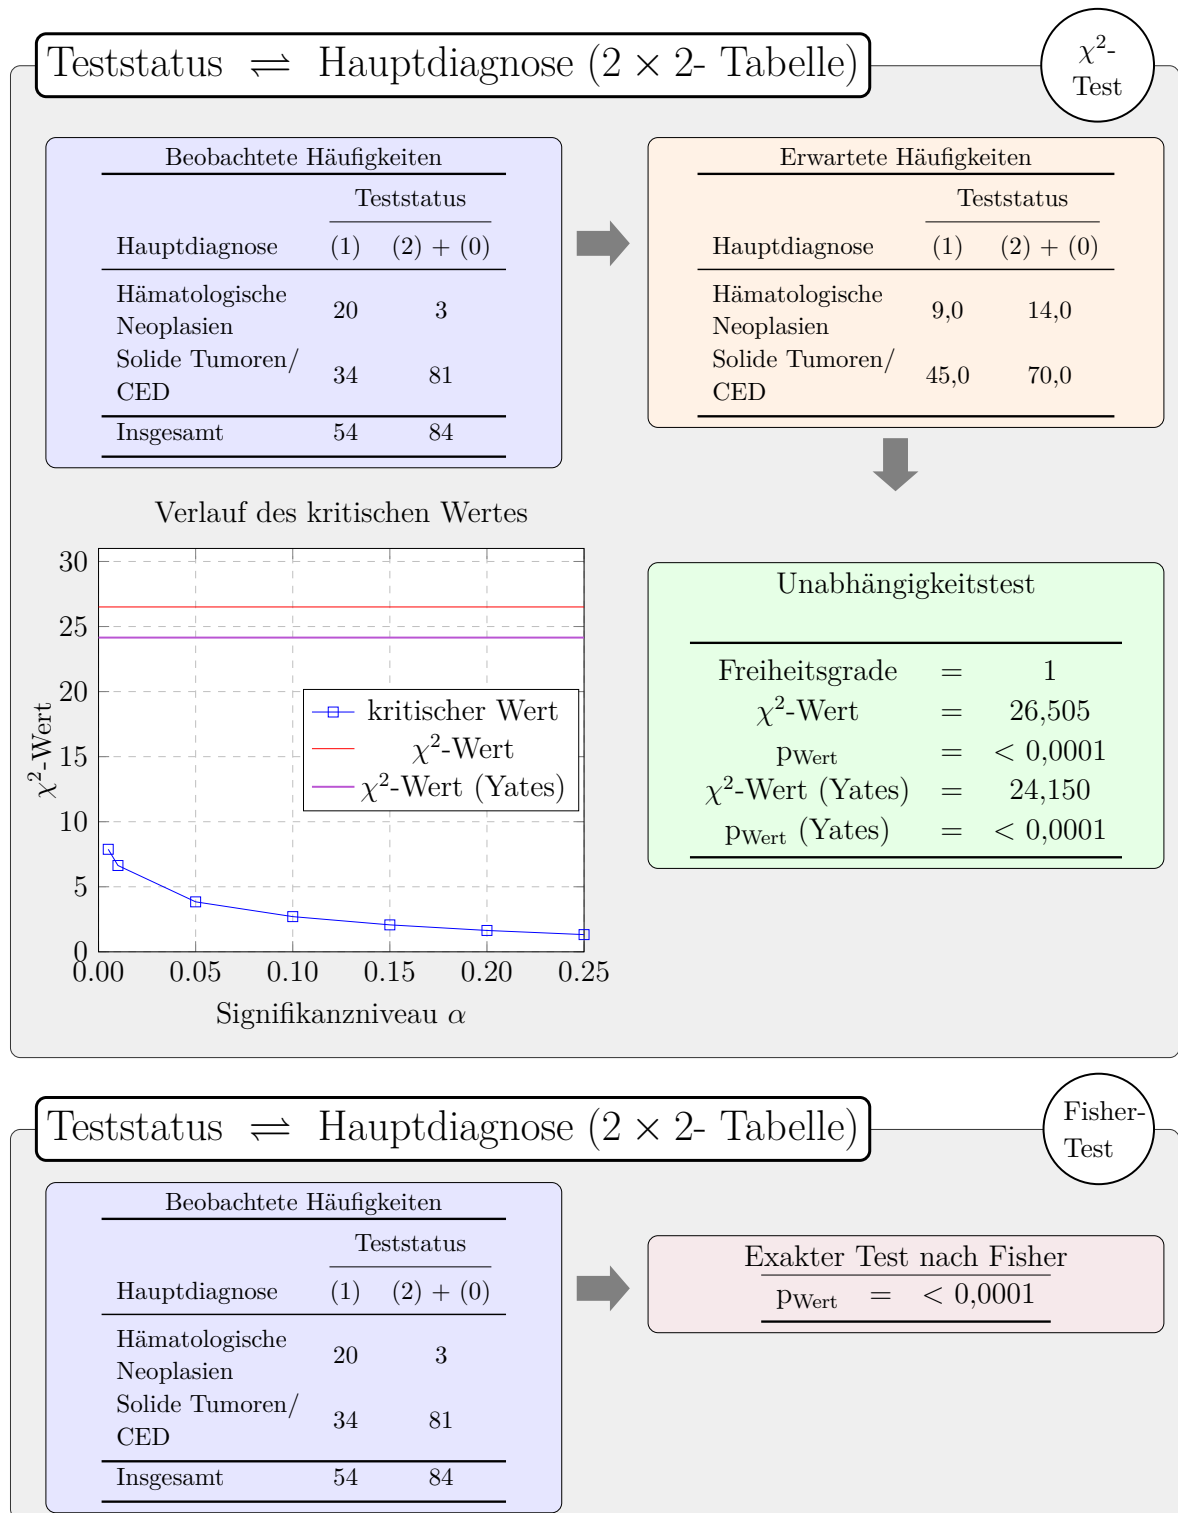 Teststatus ⇌ Hauptdiagnose (2 × 2- Tabelle)
χ²-
Test
Beobachtete Häufigkeiten
Teststatus
Hauptdiagnose (1) (2) + (0)
Hämatologische
Neoplasien 20 3
Solide Tumoren/
CED 34 81
Insgesamt 54 84
Erwartete Häufigkeiten
Teststatus
Hauptdiagnose (1) (2) + (0)
Hämatologische
Neoplasien 9,0 14,0
Solide Tumoren/
CED 45,0 70,0
Verlauf des kritischen Wertes
30
25
20
15
10
5
0
χ²-Wert
kritischer Wert
χ²-Wert
χ²-Wert (Yates)
0.00 0.05 0.10 0.15 0.20 0.25
Signifikanzniveau α
Unabhängigkeitstest
Freiheitsgrade = 1
χ²-Wert = 26,505
pWert = < 0,0001
χ²-Wert (Yates) = 24,150
pWert (Yates) = < 0,0001
Teststatus ⇌ Hauptdiagnose (2 × 2- Tabelle)
Fisher-
Test
Beobachtete Häufigkeiten
Teststatus
Hauptdiagnose (1) (2) + (0)
Hämatologische
Neoplasien 20 3
Solide Tumoren/
CED 34 81
Insgesamt 54 84
Exakter Test nach Fisher
pWert = < 0,0001